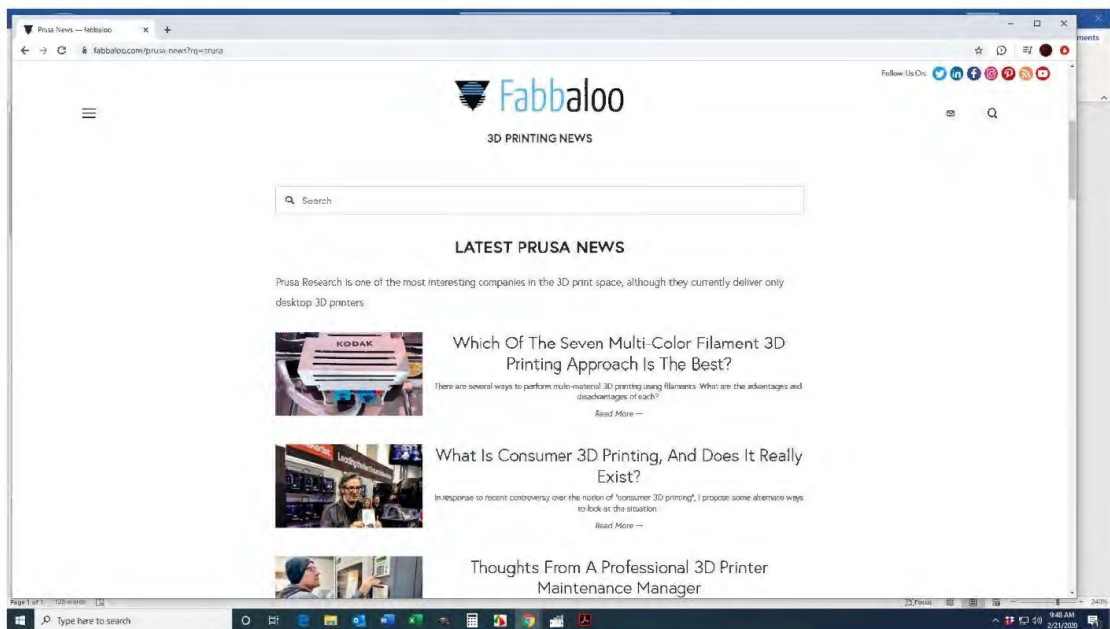 Prusa News — Fabbaloo
fabbaloo.com/prusa-news?rq=prusa
ments
Follow Us On:
Fabbaloo
3D PRINTING NEWS
Search
LATEST PRUSA NEWS
Prusa Research is one of the most interesting companies in the 3D print space, although they currently deliver only
desktop 3D printers.
KODAK
Which Of The Seven Multi-Color Filament 3D
Printing Approach Is The Best?
There are several ways to perform multi-material 3D printing using filaments. What are the advantages and
disadvantages of each?
Read More —
Leading
What Is Consumer 3D Printing, And Does It Really
Exist?
In response to recent controversy over the notion of "consumer 3D printing", I propose some alternate ways
to look at the situation.
Read More —
Thoughts From A Professional 3D Printer
Maintenance Manager
Page 1 of 1 128 words
Focus
240%
Type here to search
9:48 AM
2/21/2020